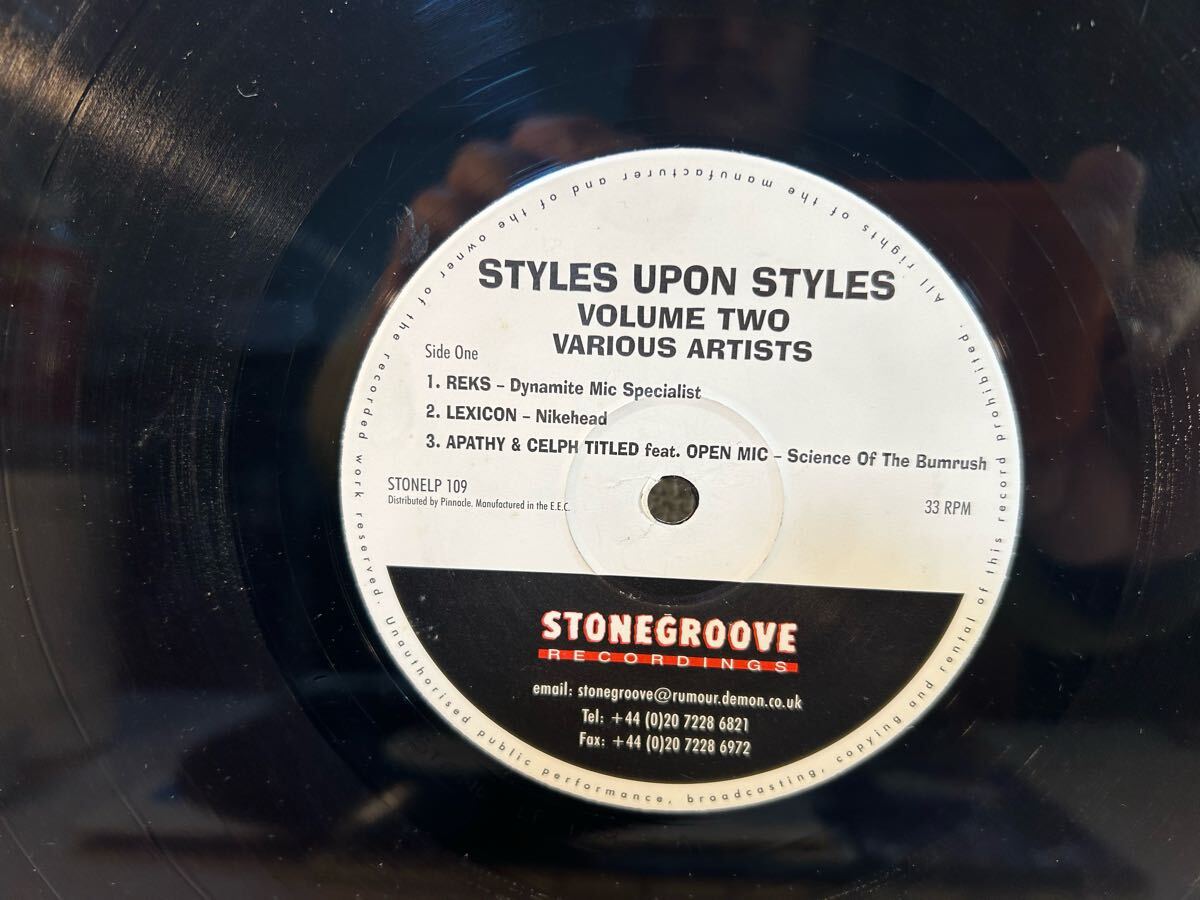 STYLES UPON STYLES
VOLUME TWO
VARIOUS ARTISTS
Side One
1. REKS – Dynamite Mic Specialist
2. LEXICON – Nikehead
3. APATHY & CELPH TITLED feat. OPEN MIC – Science Of The Bumrush
STONELP 109
33 RPM
Distributed by Pinnacle. Manufactured in the E.E.C.
STONEGROOVE
RECORDINGS
email: stonegroove@rumour.demon.co.uk
Tel: +44 (0)20 7228 6821
Fax: +44 (0)20 7228 6972
All rights of the manufacturer and of the owner of the recorded work reserved. Unauthorised public performance, broadcasting, copying and rental of this record prohibited.